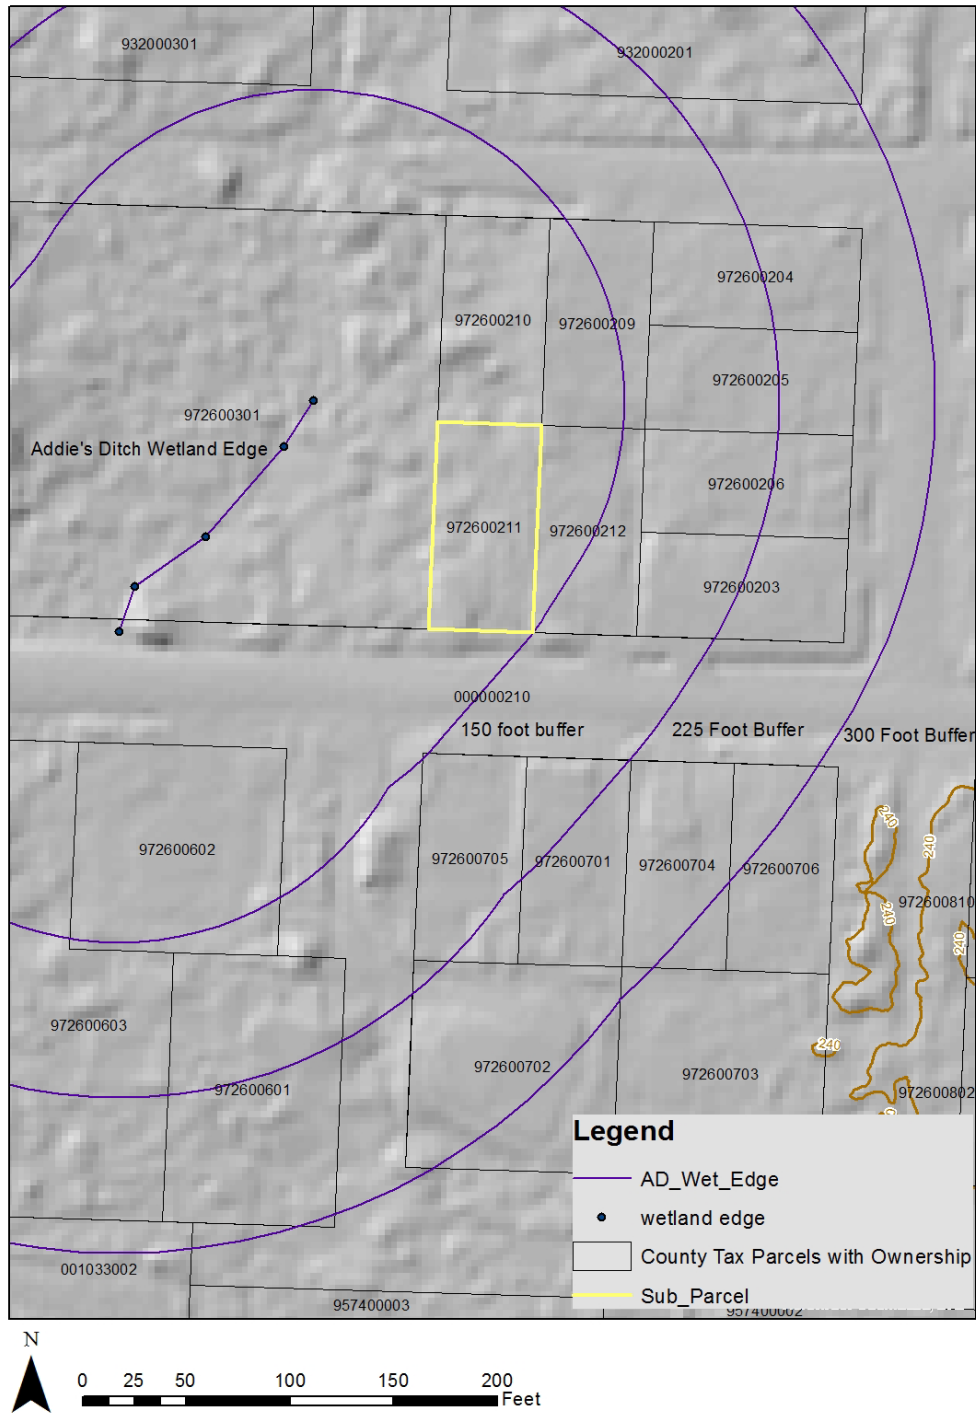 932000301
932000201
972600204
972600210
972600209
972600205
972600301
Addie's Ditch Wetland Edge
972600206
972600211
972600212
972600203
000000210
150 foot buffer
225 Foot Buffer
300 Foot Buffer
240
972600602
240
972600705
972600701
972600704
972600706
972600810
240
240
972600603
240
972600702
972600703
972600601
972600802
Legend
AD_Wet_Edge
wetland edge
County Tax Parcels with Ownership
Sub_Parcel
001033002
957400003
957400002
N
0 25 50 100 150 200
Feet